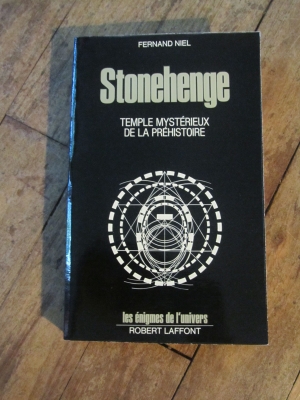 FERNAND NIEL
Stonehenge
TEMPLE MYSTÉRIEUX
DE LA PRÉHISTOIRE
les énigmes de l'univers
ROBERT LAFFONT